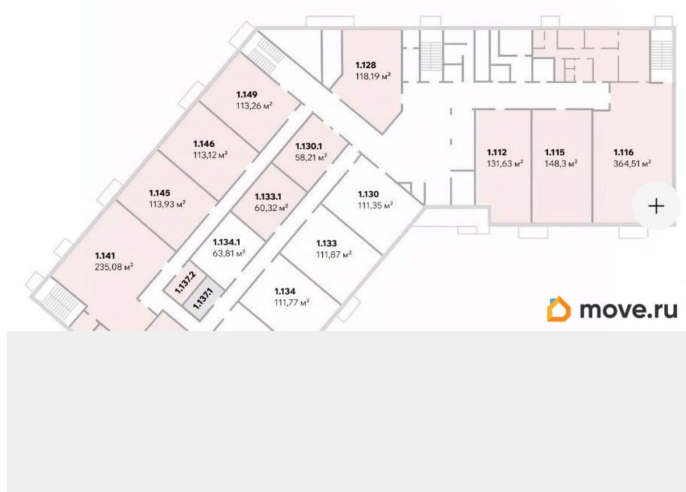 1.128
118,19 м²
1.149
113,26 м²
1.146
113,12 м²
1.130.1
58,21 м²
1.112
131,63 м²
1.115
148,3 м²
1.116
364,51 м²
1.145
113,93 м²
1.133.1
60,32 м²
1.130
111,35 м²
1.134.1
63,81 м²
1.133
111,87 м²
1.141
235,08 м²
1.137.2
1.137.1
1.134
111,77 м²
+
move.ru